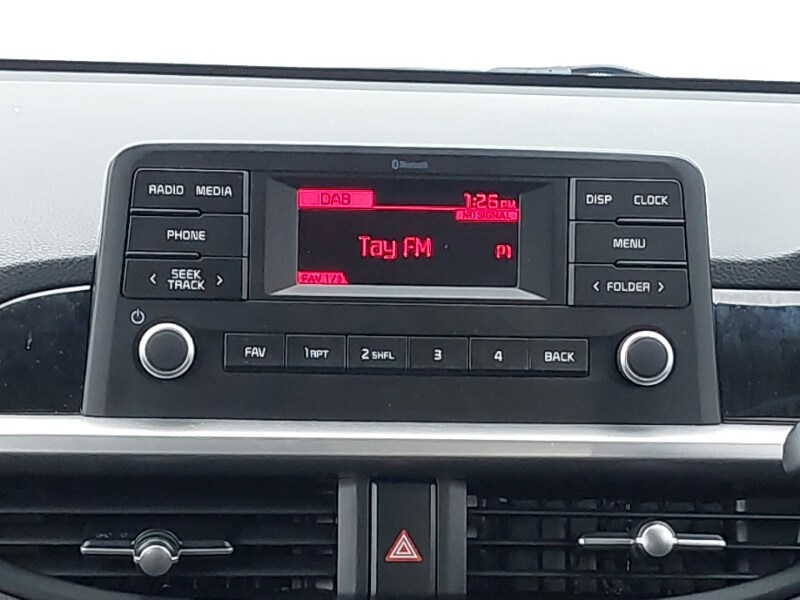 Bluetooth
RADIO MEDIA
DAB
1:26 PM
DISP CLOCK
NO SIGNAL
PHONE
Tay FM
P1
MENU
< SEEK TRACK >
FAV 1/3
< FOLDER >
FAV
1 RPT
2 SHFL
3
4
BACK